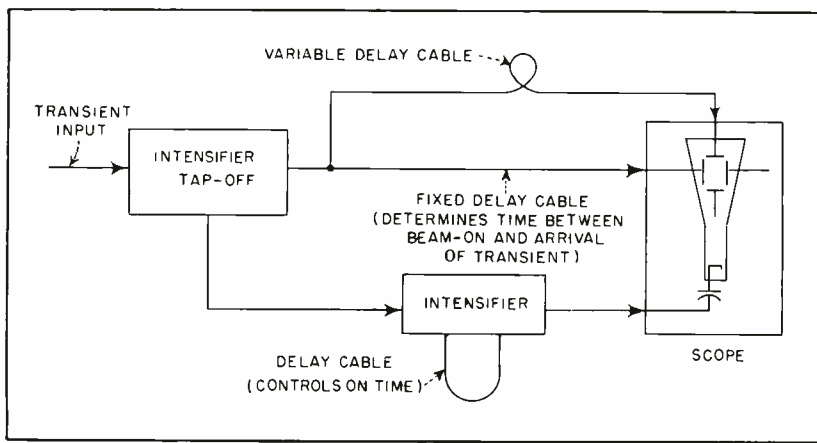 VARIABLE DELAY CABLE
TRANSIENT
INPUT
INTENSIFIER
TAP-OFF
FIXED DELAY CABLE
(DETERMINES TIME BETWEEN
BEAM-ON AND ARRIVAL
OF TRANSIENT)
INTENSIFIER
SCOPE
DELAY CABLE
(CONTROLS ON TIME)